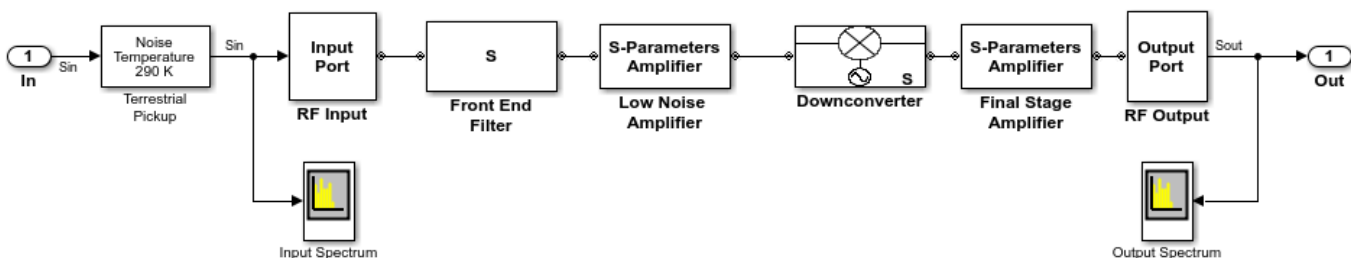 1
In
Sin
Noise
Temperature
290 K
Terrestrial
Pickup
Sin
Input
Port
RF Input
S
Front End
Filter
S-Parameters
Amplifier
Low Noise
Amplifier
S
Downconverter
S-Parameters
Amplifier
Final Stage
Amplifier
Output
Port
RF Output
Sout
1
Out
Input Spectrum
Output Spectrum